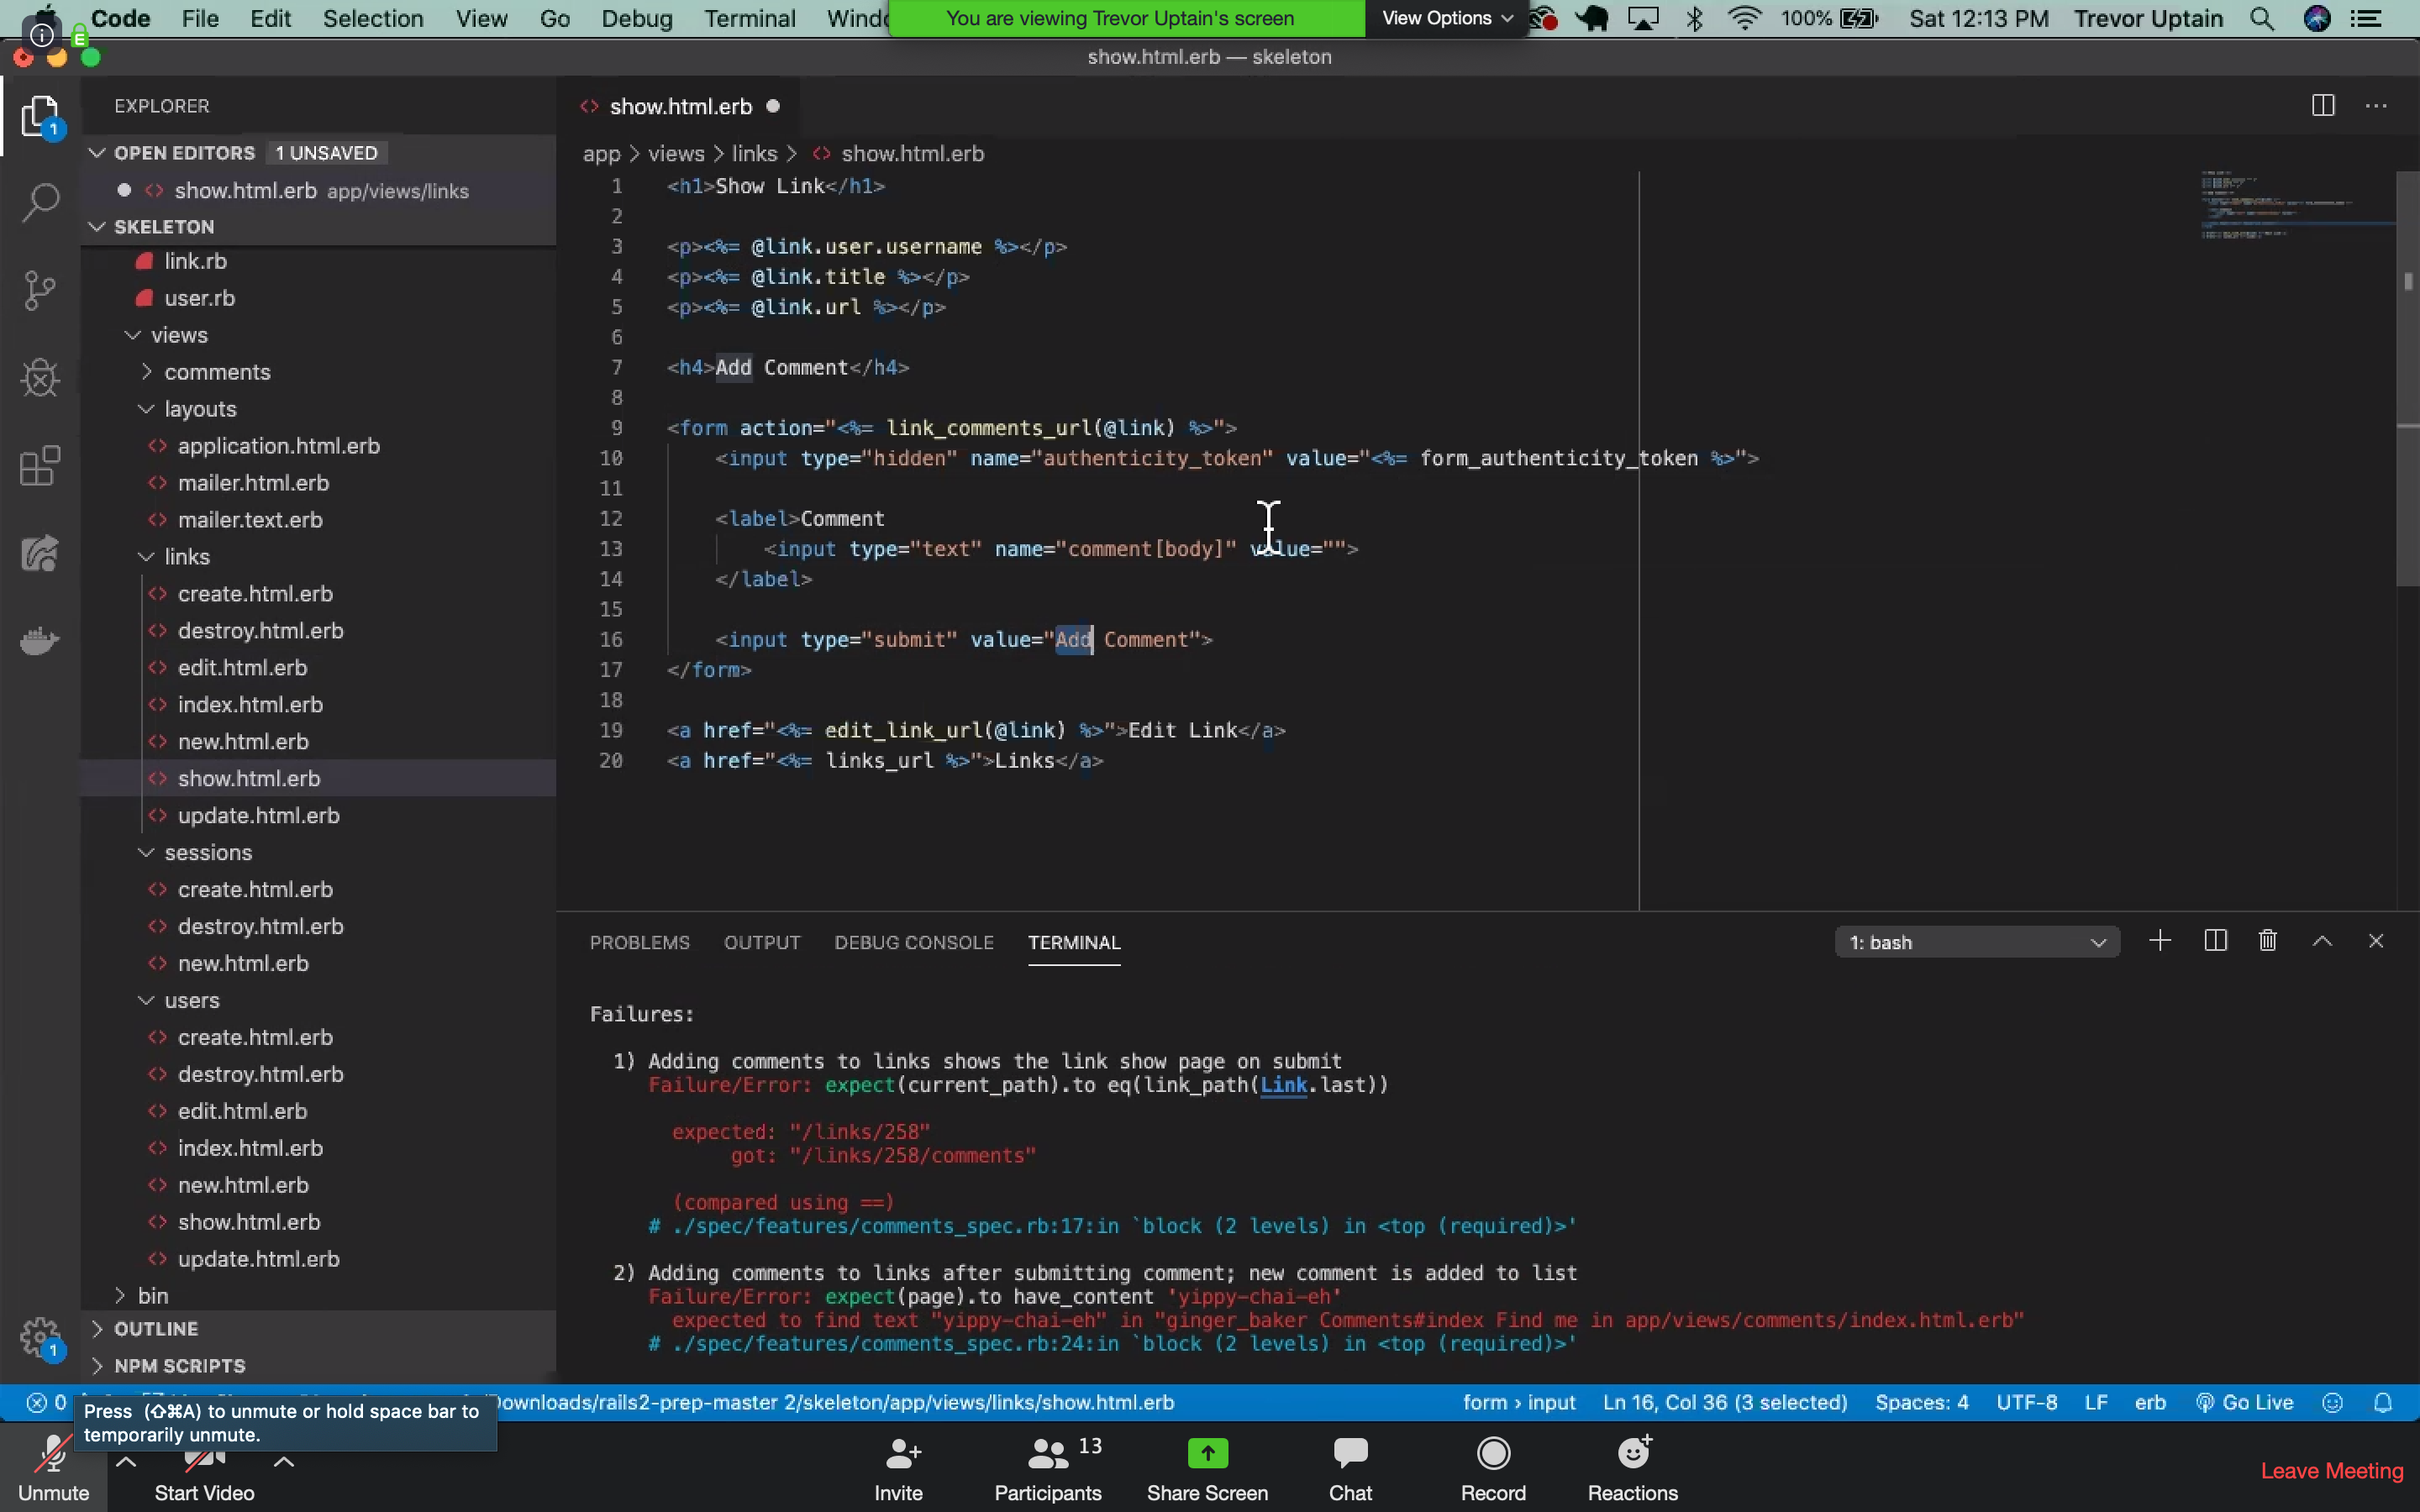 Code File Edit Selection View Go Debug Terminal Windo You are viewing Trevor Uptain's screen View Options 100% Sat 12:13 PM Trevor Uptain
show.html.erb — skeleton
EXPLORER
OPEN EDITORS 1 UNSAVED
show.html.erb app/views/links
SKELETON
link.rb
user.rb
views
comments
layouts
application.html.erb
mailer.html.erb
mailer.text.erb
links
create.html.erb
destroy.html.erb
edit.html.erb
index.html.erb
new.html.erb
show.html.erb
update.html.erb
sessions
create.html.erb
destroy.html.erb
new.html.erb
users
create.html.erb
destroy.html.erb
edit.html.erb
index.html.erb
new.html.erb
show.html.erb
update.html.erb
bin
OUTLINE
NPM SCRIPTS
1
1
show.html.erb
app > views > links > show.html.erb
1 <h1>Show Link</h1>
2
3 <p><%= @link.user.username %></p>
4 <p><%= @link.title %></p>
5 <p><%= @link.url %></p>
6
7 <h4>Add Comment</h4>
8
9 <form action="<%= link_comments_url(@link) %>">
10 <input type="hidden" name="authenticity_token" value="<%= form_authenticity_token %>">
11
12 <label>Comment
13 <input type="text" name="comment[body]" value="">
14 </label>
15
16 <input type="submit" value="Add Comment">
17 </form>
18
19 <a href="<%= edit_link_url(@link) %>">Edit Link</a>
20 <a href="<%= links_url %>">Links</a>
PROBLEMS OUTPUT DEBUG CONSOLE TERMINAL 1: bash
Failures:
1) Adding comments to links shows the link show page on submit
Failure/Error: expect(current_path).to eq(link_path(Link.last))
expected: "/links/258"
got: "/links/258/comments"
(compared using ==)
# ./spec/features/comments_spec.rb:17:in `block (2 levels) in <top (required)>'
2) Adding comments to links after submitting comment; new comment is added to list
Failure/Error: expect(page).to have_content 'yippy-chai-eh'
expected to find text "yippy-chai-eh" in "ginger_baker Comments#index Find me in app/views/comments/index.html.erb"
# ./spec/features/comments_spec.rb:24:in `block (2 levels) in <top (required)>'
0 ownloads/rails2-prep-master 2/skeleton/app/views/links/show.html.erb form › input Ln 16, Col 36 (3 selected) Spaces: 4 UTF-8 LF erb Go Live
Press (⇧⌘A) to unmute or hold space bar to
temporarily unmute.
Unmute Start Video Invite Participants 13 Share Screen Chat Record Reactions Leave Meeting